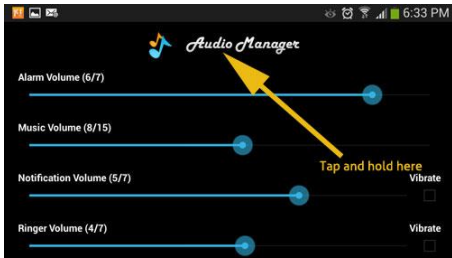 6:33 PM
Audio Manager
Alarm Volume (6/7)
Music Volume (8/15)
Tap and hold here
Notification Volume (5/7) Vibrate
Ringer Volume (4/7) Vibrate